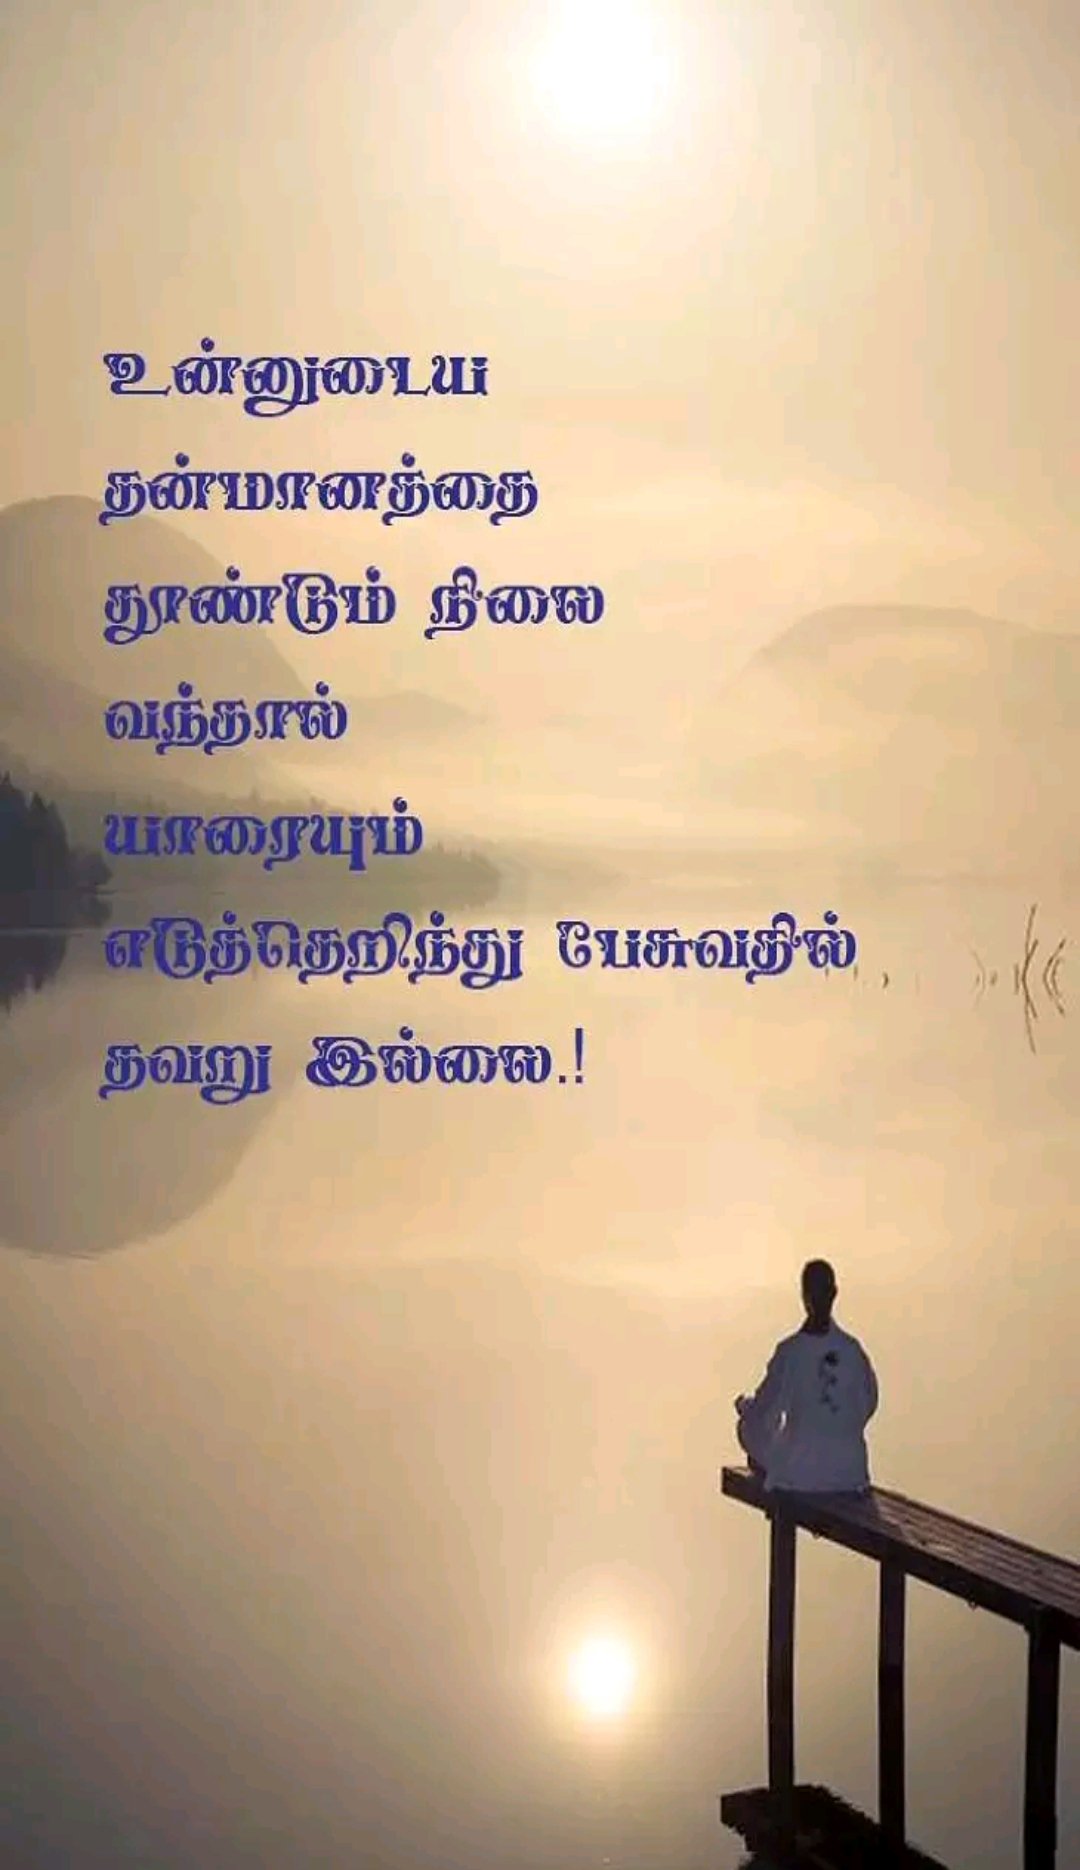 உன்னுடைய
தன்மானத்தை
தூண்டும் நிலை
வந்தால்
யாரையும்
எடுத்தெறிந்து பேசுவதில்
தவறு இல்லை.!